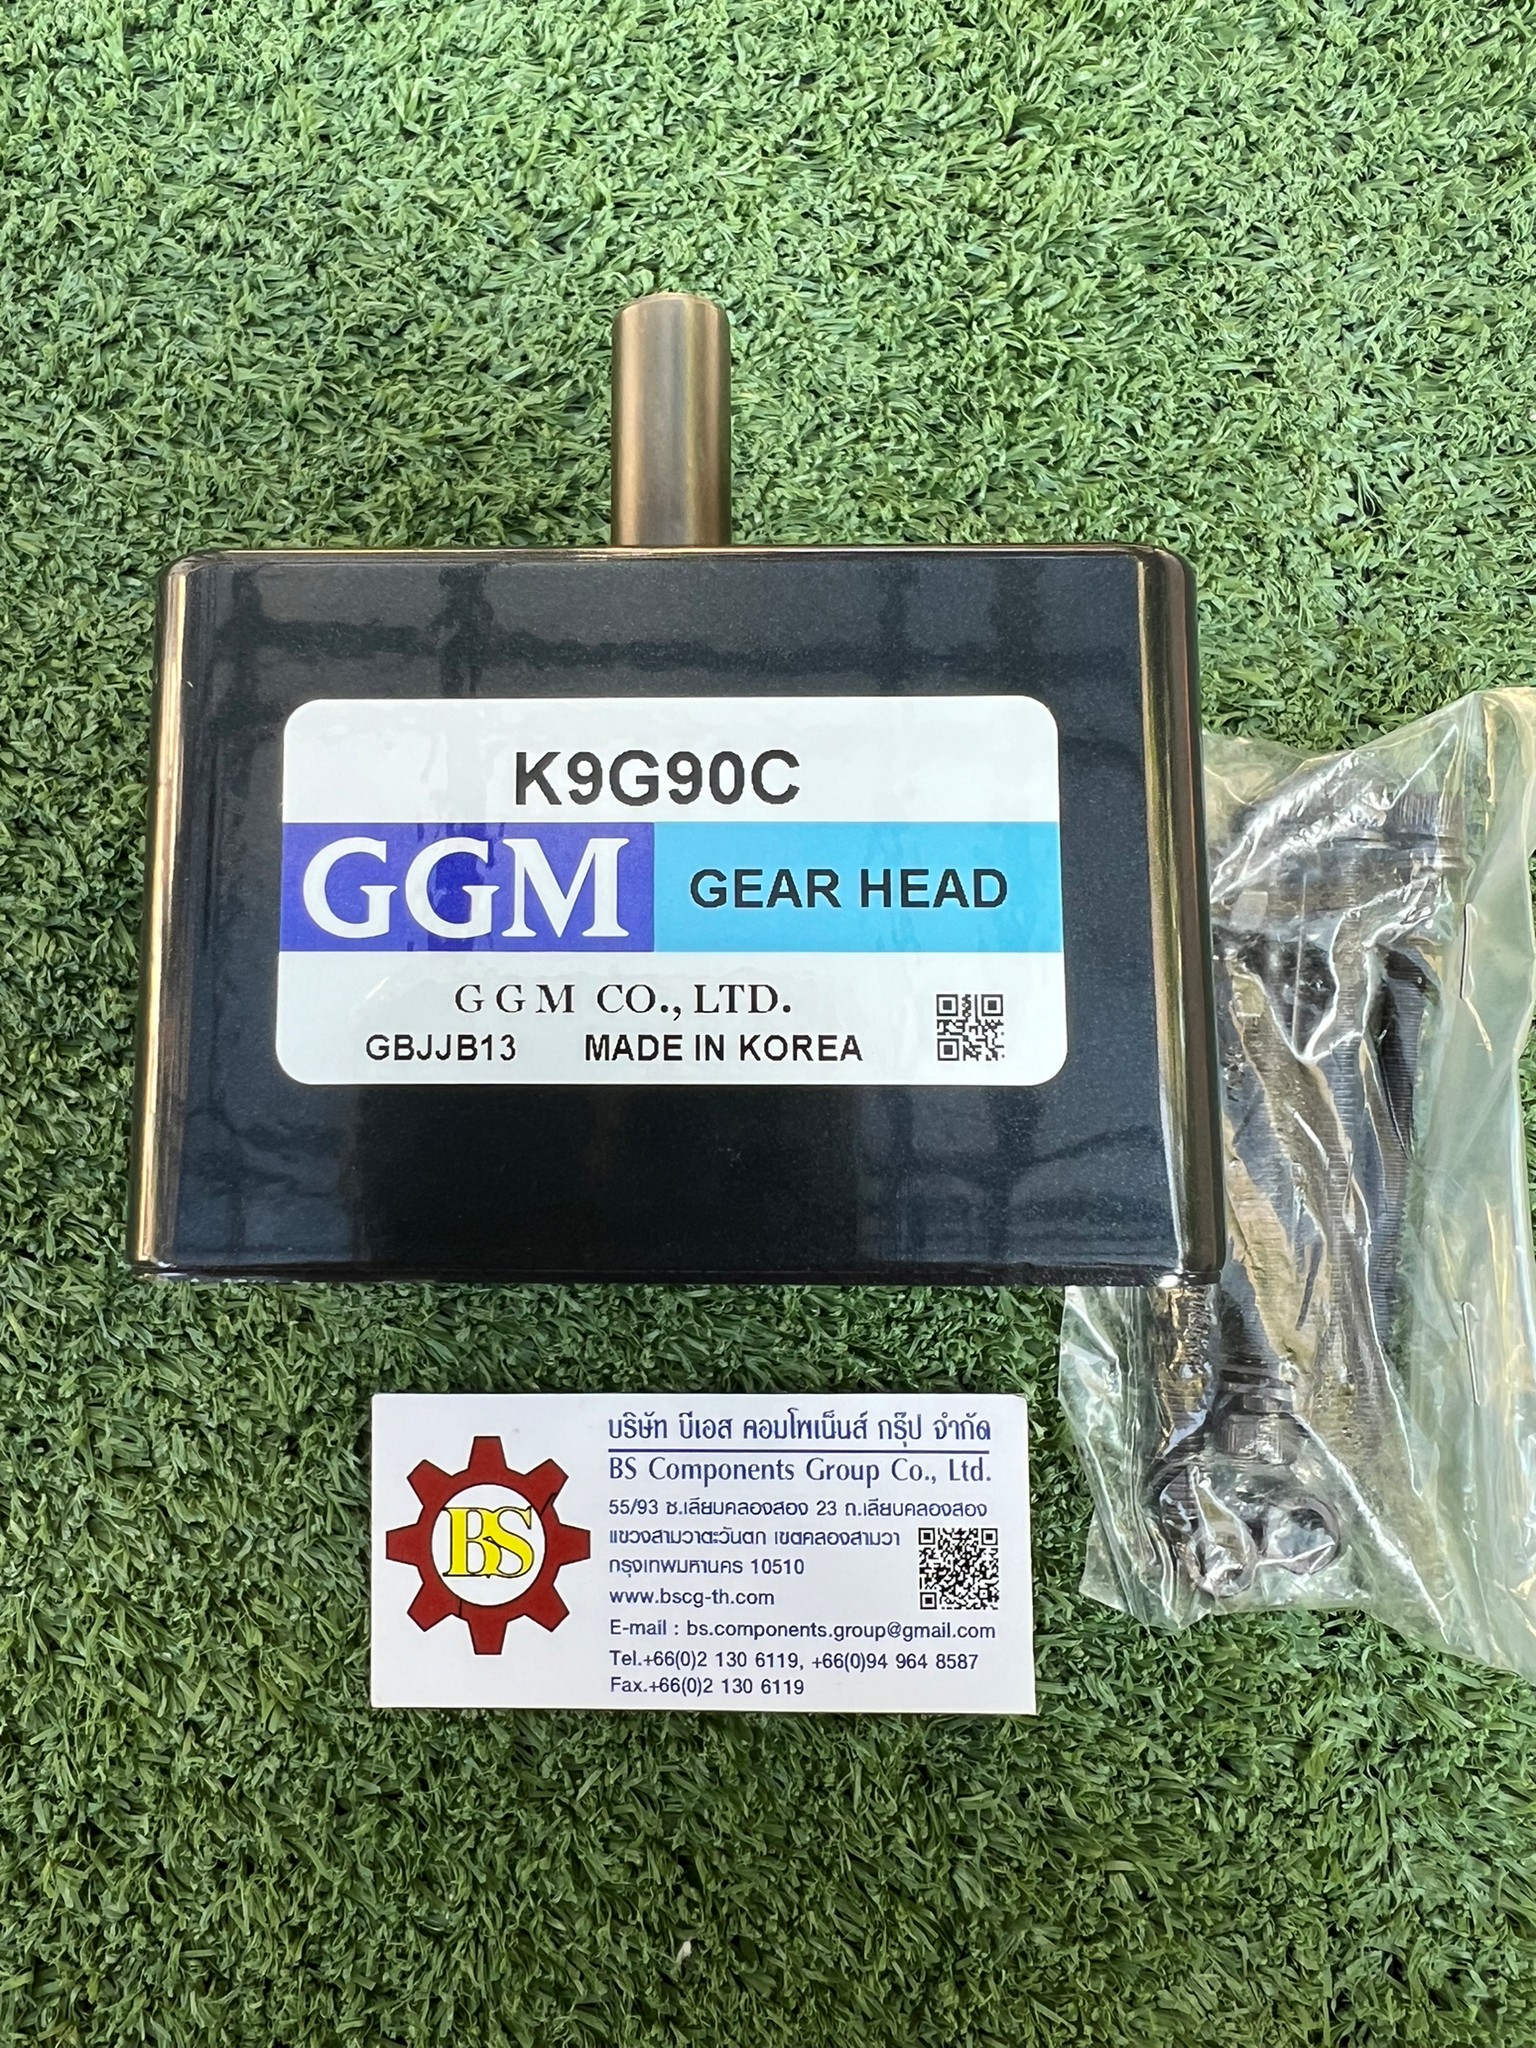 K9G90C
GGM GEAR HEAD
GGM CO., LTD.
GBJJB13 MADE IN KOREA
บริษัท บีเอส คอมโพเน็นส์ กรุ๊ป จำกัด
BS Components Group Co., Ltd.
BS
55/93 ซ.เลียบคลองสอง 23 ถ.เลียบคลองสอง
แขวงสามวาตะวันตก เขตคลองสามวา
กรุงเทพมหานคร 10510
www.bscg-th.com
E-mail : bs.components.group@gmail.com
Tel.+66(0)2 130 6119, +66(0)94 964 8587
Fax.+66(0)2 130 6119